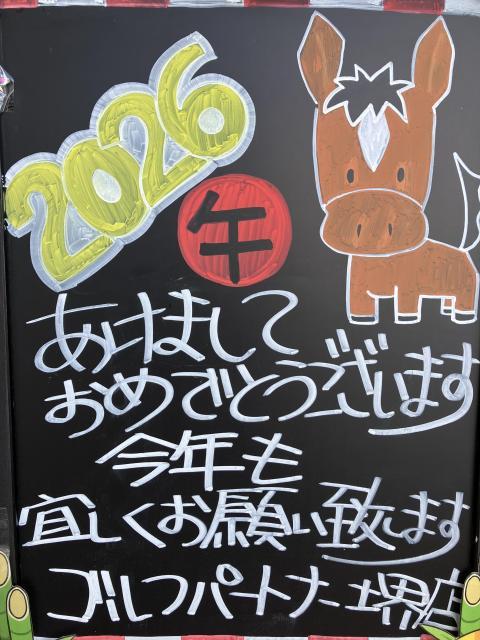 2026
午
あけまして
おめでとうございます
今年も
宜しくお願い致します
ゴルフパートナー堺店